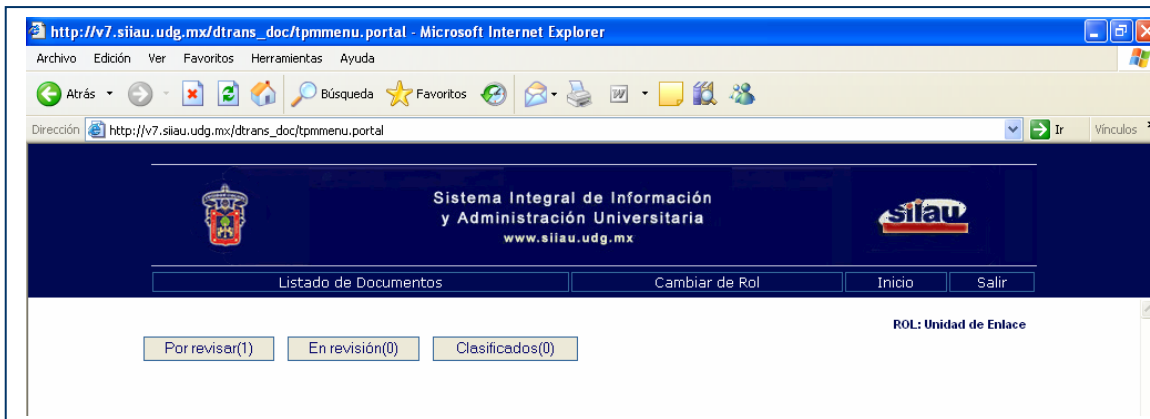 http://v7.siiau.udg.mx/dtrans_doc/tpmmenu.portal - Microsoft Internet Explorer
Archivo Edición Ver Favoritos Herramientas Ayuda
Atrás Búsqueda Favoritos W
Dirección http://v7.siiau.udg.mx/dtrans_doc/tpmmenu.portal Ir Vínculos
Sistema Integral de Información
y Administración Universitaria
www.siiau.udg.mx
siiau
Listado de Documentos Cambiar de Rol Inicio Salir
ROL: Unidad de Enlace
Por revisar(1) En revisión(0) Clasificados(0)